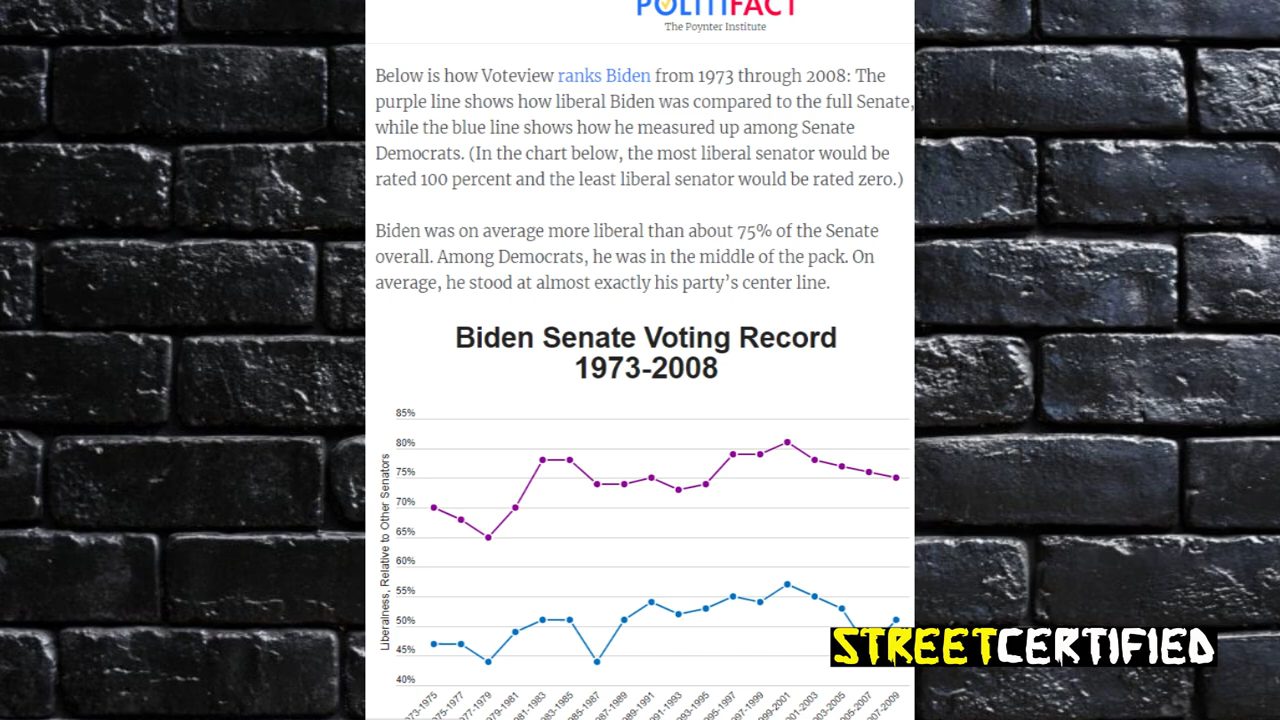 POLITIFACT
The Poynter Institute
Below is how Voteview ranks Biden from 1973 through 2008: The
purple line shows how liberal Biden was compared to the full Senate,
while the blue line shows how he measured up among Senate
Democrats. (In the chart below, the most liberal senator would be
rated 100 percent and the least liberal senator would be rated zero.)
Biden was on average more liberal than about 75% of the Senate
overall. Among Democrats, he was in the middle of the pack. On
average, he stood at almost exactly his party's center line.
Biden Senate Voting Record
1973-2008
Liberalness, Relative to Other Senators
85%
80%
75%
70%
65%
60%
55%
50%
45%
40%
STREETCERTIFIED